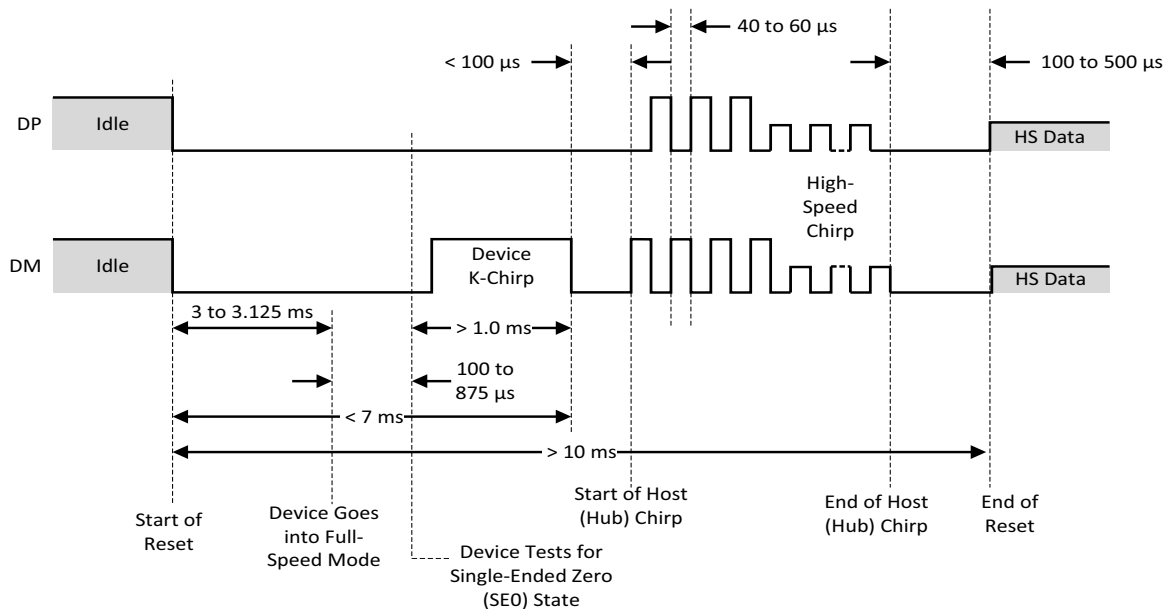 40 to 60 µs
< 100 µs
100 to 500 µs
DP
Idle
HS Data
High-
Speed
Chirp
DM
Idle
Device
K-Chirp
HS Data
3 to 3.125 ms
> 1.0 ms
100 to
875 µs
< 7 ms
> 10 ms
Start of
Reset
Device Goes
into Full-
Speed Mode
Start of Host
(Hub) Chirp
End of Host
(Hub) Chirp
End of
Reset
Device Tests for
Single-Ended Zero
(SE0) State